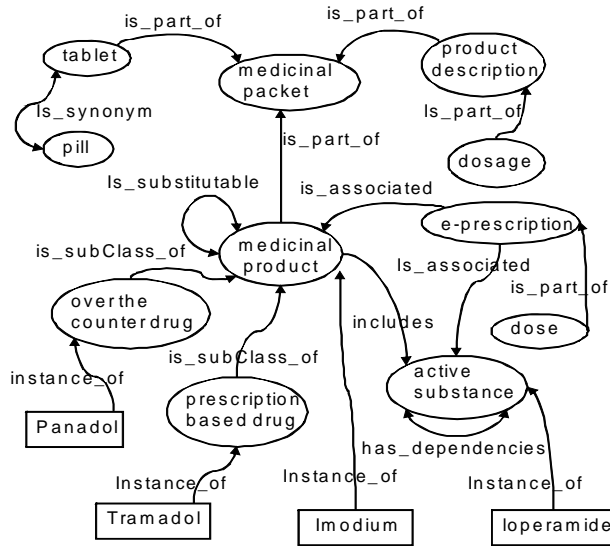 is_part_of
is_part_of
tablet
product
description
medicinal
packet
Is_synonym
Is_part_of
is_part_of
pill
dosage
Is_substitutable
is_associated
e-prescription
medicinal
product
is_subClass_of
Is_associated
is_part_of
over the
counter drug
includes
dose
is_subClass_of
instance_of
active
substance
prescription
based drug
Panadol
has_dependencies
Instance_of
Instance_of
Instance_of
Tramadol
Imodium
loperamide